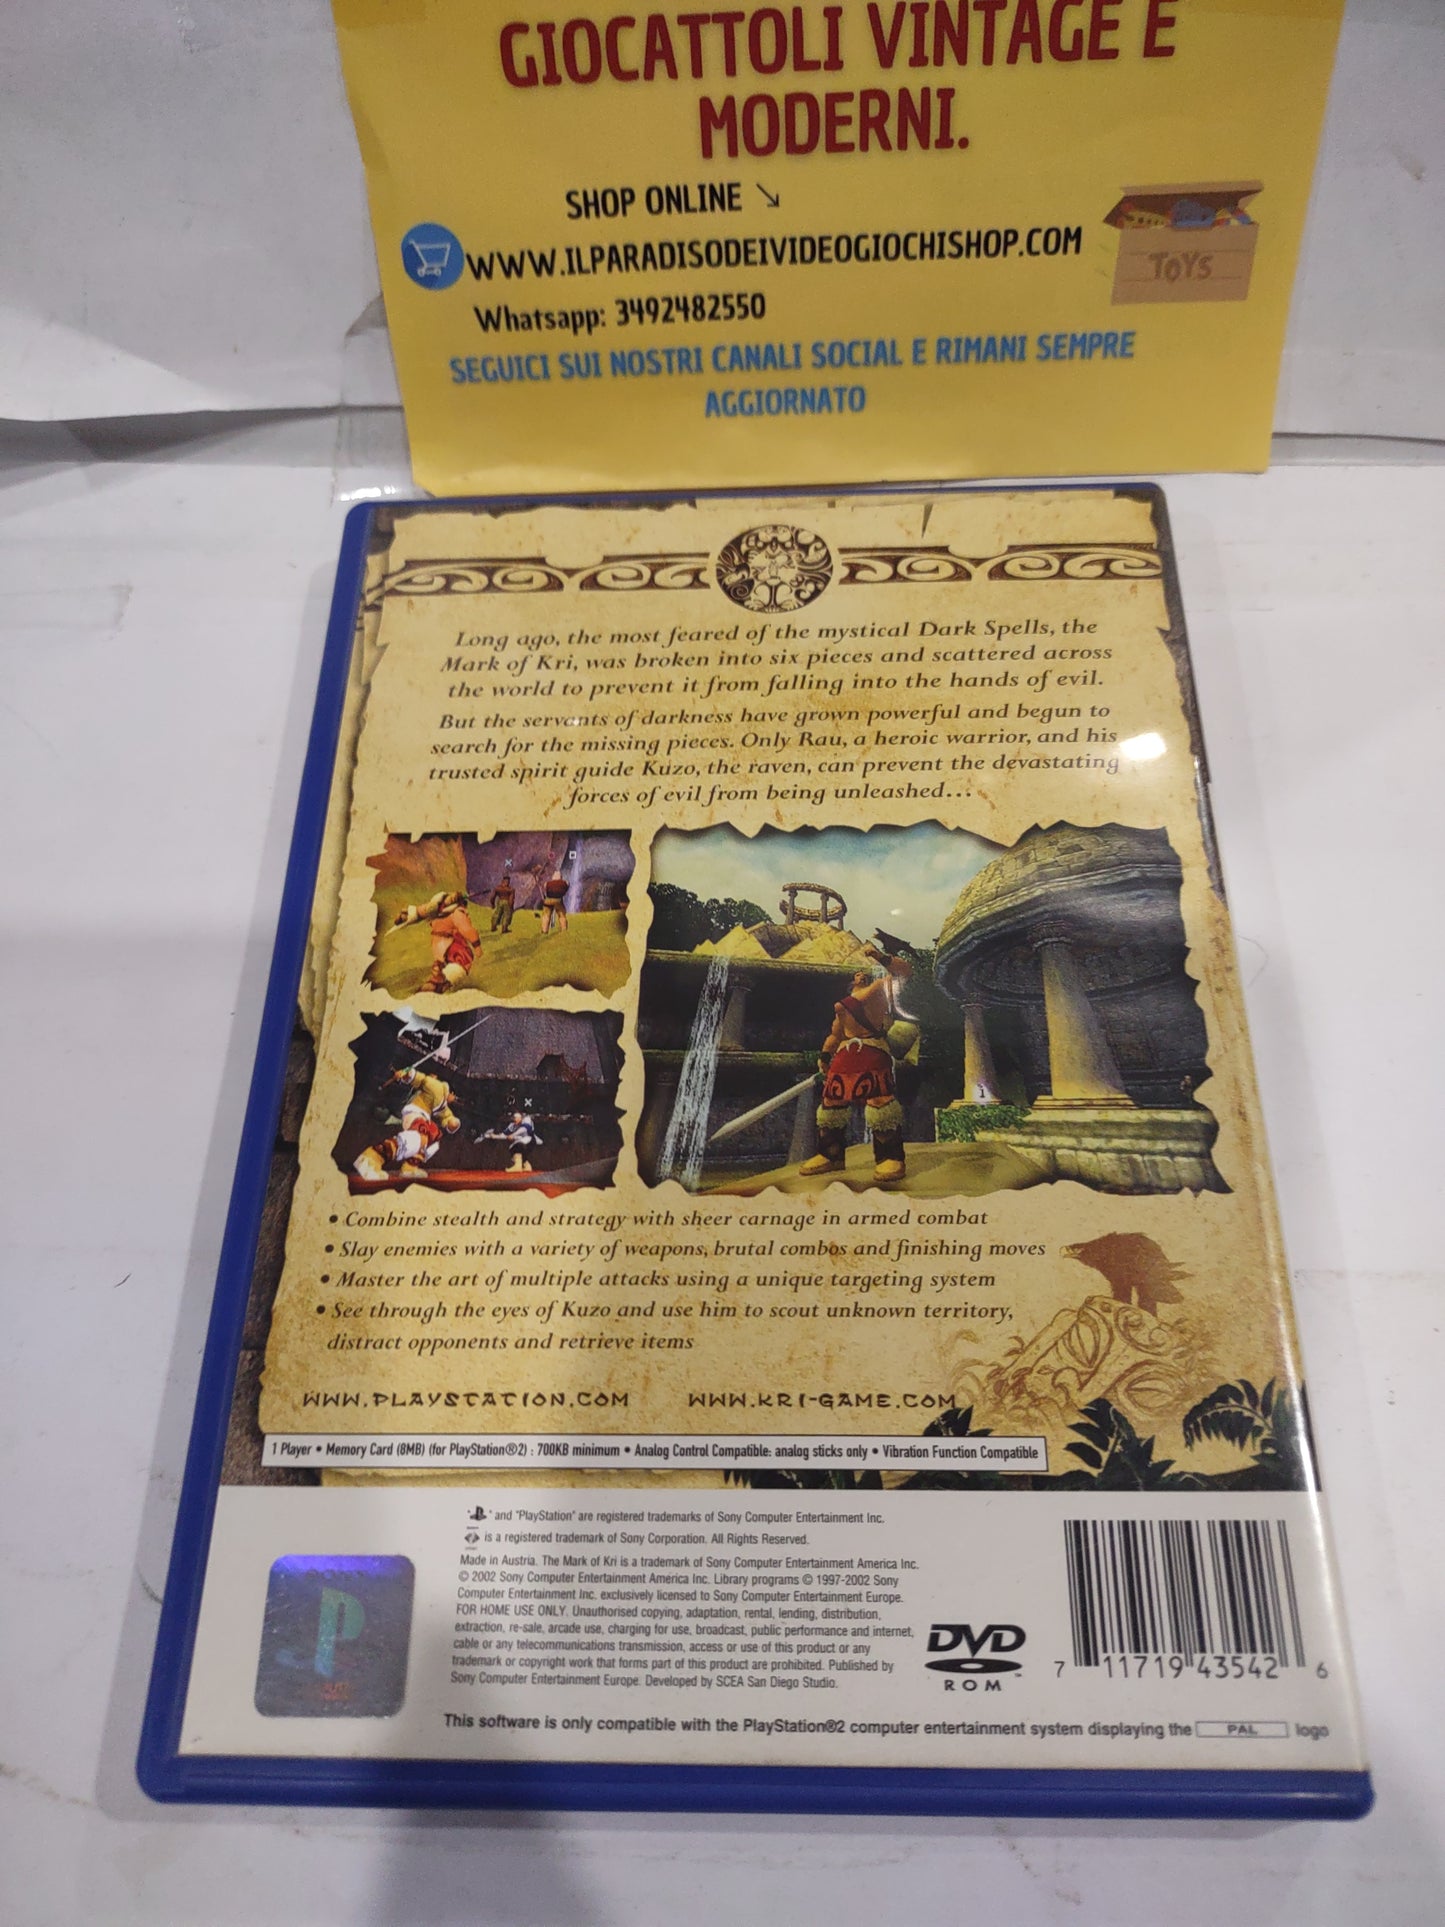 GIOCATTOLI VINTAGE E
MODERNI.
SHOP ONLINE ↘
WWW.ILPARADISODEIVIDEOGIOCHISHOP.COM
Whatsapp: 3492482550
SEGUICI SUI NOSTRI CANALI SOCIAL E RIMANI SEMPRE
AGGIORNATO
TOYS
Long ago, the most feared of the mystical Dark Spells, the
Mark of Kri, was broken into six pieces and scattered across
the world to prevent it from falling into the hands of evil.
But the servants of darkness have grown powerful and begun to
search for the missing pieces. Only Rau, a heroic warrior, and his
trusted spirit guide Kuzo, the raven, can prevent the devastating
forces of evil from being unleashed...
• Combine stealth and strategy with sheer carnage in armed combat
• Slay enemies with a variety of weapons, brutal combos and finishing moves
• Master the art of multiple attacks using a unique targeting system
• See through the eyes of Kuzo and use him to scout unknown territory,
distract opponents and retrieve items
WWW.PLAYSTATION.COM WWW.KRI-GAME.COM
1 Player • Memory Card (8MB) (for PlayStation®2) : 700KB minimum • Analog Control Compatible: analog sticks only • Vibration Function Compatible
" " and "PlayStation" are registered trademarks of Sony Computer Entertainment Inc.
is a registered trademark of Sony Corporation. All Rights Reserved.
Made in Austria. The Mark of Kri is a trademark of Sony Computer Entertainment America Inc.
© 2002 Sony Computer Entertainment America Inc. Library programs © 1997-2002 Sony
Computer Entertainment Inc. exclusively licensed to Sony Computer Entertainment Europe.
FOR HOME USE ONLY. Unauthorised copying, adaptation, rental, lending, distribution,
extraction, re-sale, arcade use, charging for use, broadcast, public performance and internet,
cable or any telecommunications transmission, access or use of this product or any
trademark or copyright work that forms part of this product are prohibited. Published by
Sony Computer Entertainment Europe. Developed by SCEA San Diego Studio.
DVD
ROM
7 11719 43542 6
This software is only compatible with the PlayStation®2 computer entertainment system displaying the PAL logo